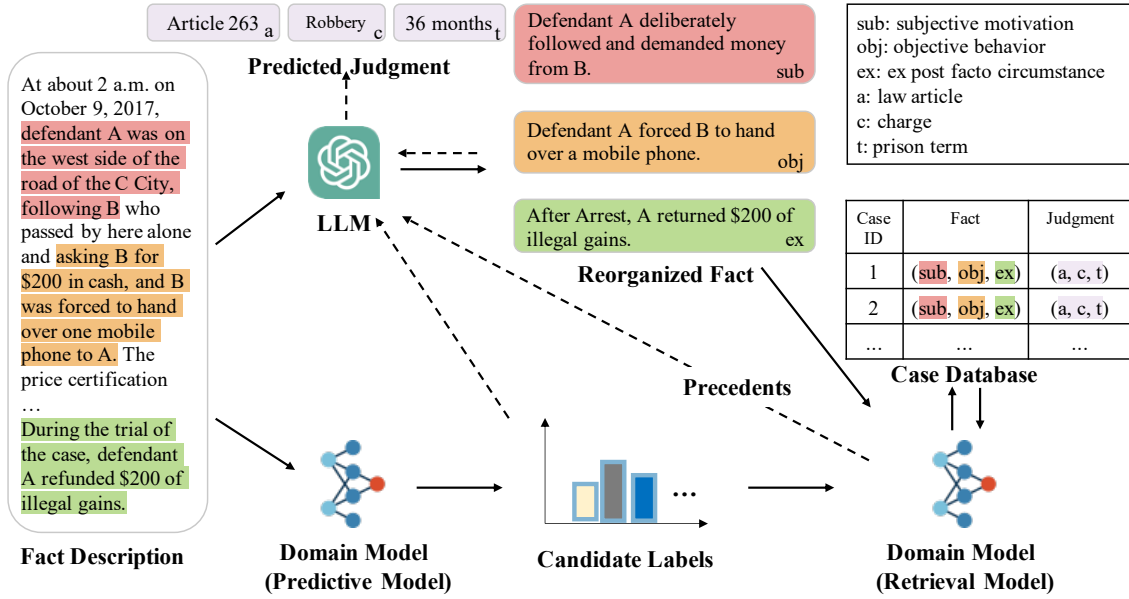 Article 263 a
Robbery c
36 months t
Predicted Judgment
At about 2 a.m. on
October 9, 2017,
defendant A was on
the west side of the
road of the C City,
following B who
passed by here alone
and asking B for
$200 in cash, and B
was forced to hand
over one mobile
phone to A. The
price certification
…
During the trial of
the case, defendant
A refunded $200 of
illegal gains.
Fact Description
LLM
Defendant A deliberately
followed and demanded money
from B.
sub
Defendant A forced B to hand
over a mobile phone.
obj
After Arrest, A returned $200 of
illegal gains.
ex
Reorganized Fact
sub: subjective motivation
obj: objective behavior
ex: ex post facto circumstance
a: law article
c: charge
t: prison term
Case ID Fact Judgment
1 (sub, obj, ex) (a, c, t)
2 (sub, obj, ex) (a, c, t)
… … …
Case Database
Precedents
Domain Model
(Predictive Model)
…
Candidate Labels
Domain Model
(Retrieval Model)